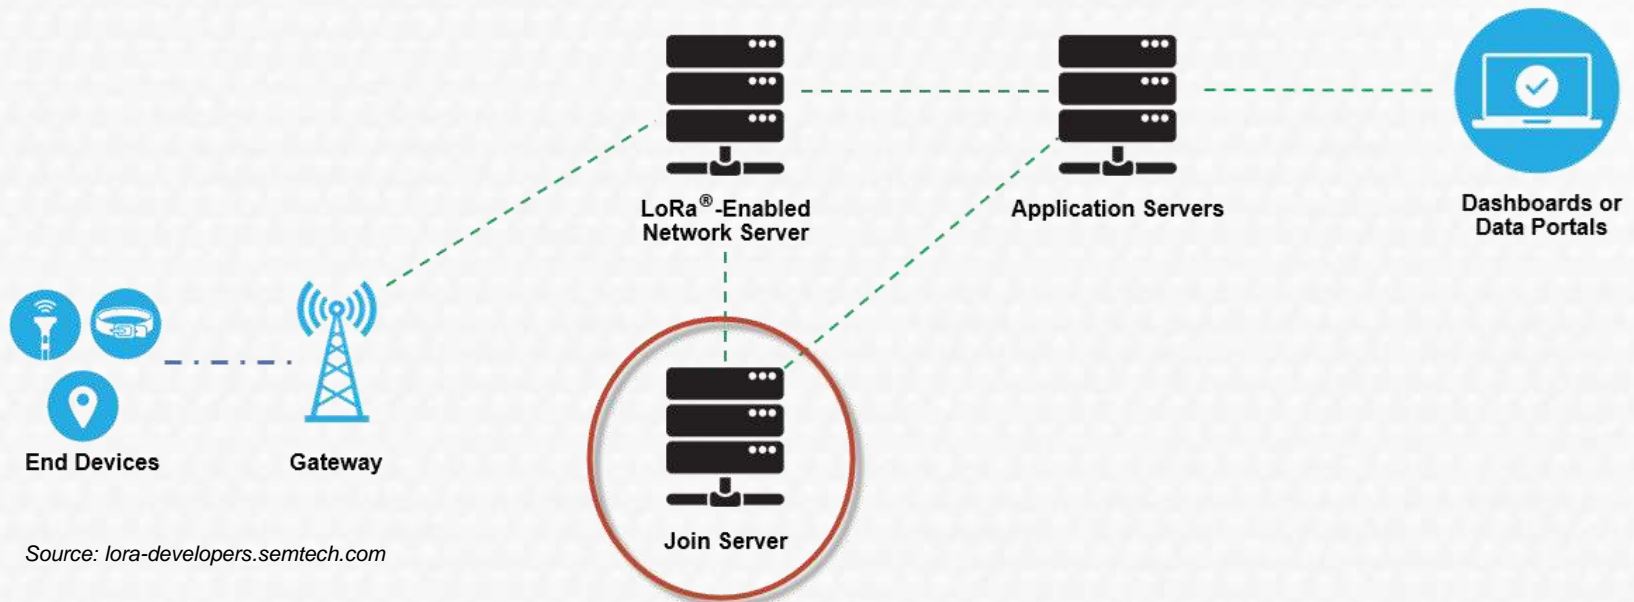 LoRa®-Enabled
Network Server
Application Servers
Dashboards or
Data Portals
End Devices
Gateway
Join Server
Source: lora-developers.semtech.com